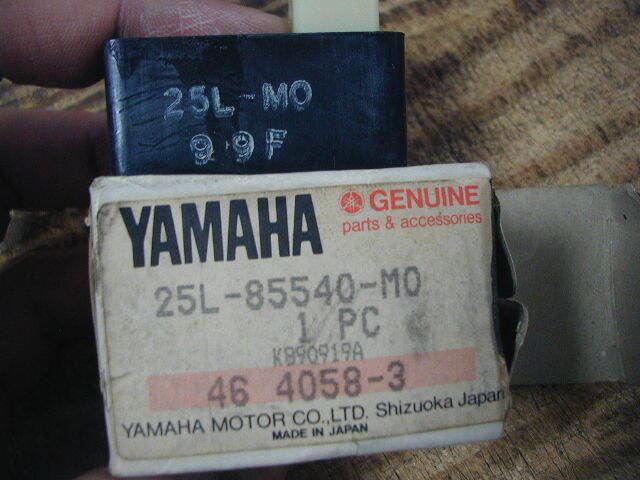 25L-MO
99F
YAMAHA
GENUINE
parts & accessories
25L-85540-MO
1 PC
KB90919A
46 4058-3
YAMAHA MOTOR CO.,LTD. Shizuoka Japan
MADE IN JAPAN